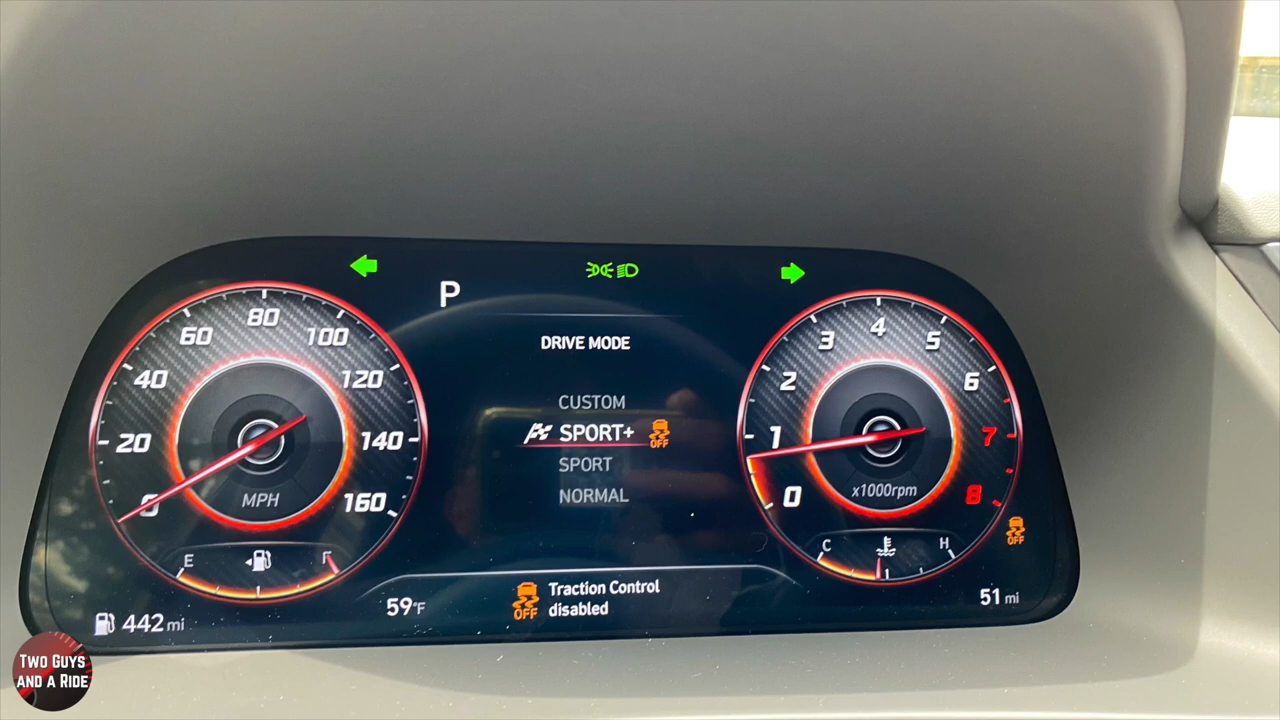 P
DRIVE MODE
CUSTOM
SPORT+ OFF
SPORT
NORMAL
0 20 40 60 80 100 120 140 160
MPH
E F
442 mi
59°F
OFF Traction Control
disabled
0 1 2 3 4 5 6 7 8
x1000rpm
C H
OFF
51 mi
TWO GUYS
AND A RIDE